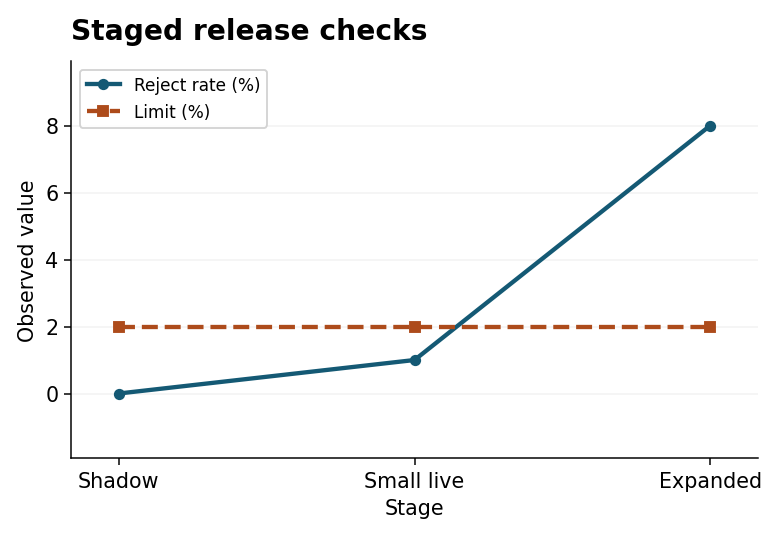 Staged release checks
Reject rate (%)
Limit (%)
Observed value
8
6
4
2
0
Shadow
Small live
Expanded
Stage